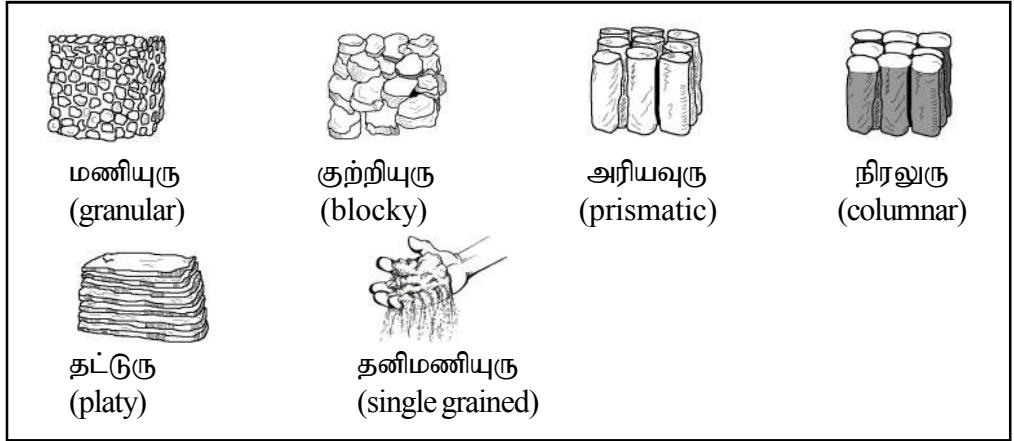 மணியுரு குற்றியுரு அரியவுரு நிரலுரு
(granular) (blocky) (prismatic) (columnar)
தட்டுரு தனிமணியுரு
(platy) (single grained)